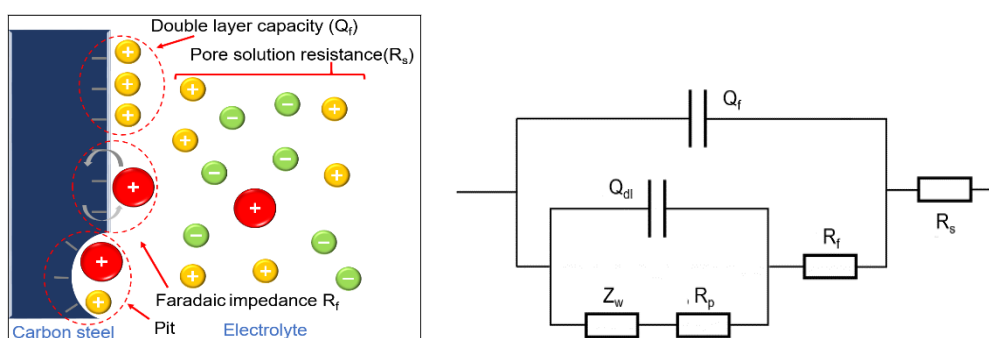 Double layer capacity (Qf)
Pore solution resistance(Rs)
Faradaic impedance Rf
Pit
Carbon steel
Electrolyte
Qf
Qdl
Rf
Rs
Zw
Rp